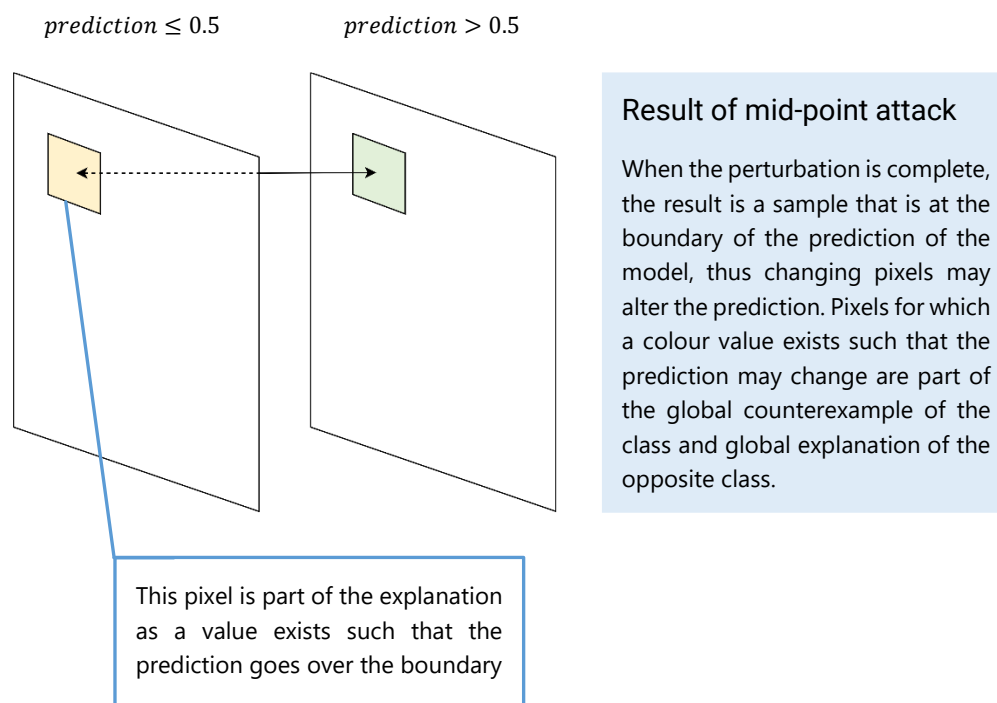 prediction ≤ 0.5
prediction > 0.5
Result of mid-point attack
When the perturbation is complete,
the result is a sample that is at the
boundary of the prediction of the
model, thus changing pixels may
alter the prediction. Pixels for which
a colour value exists such that the
prediction may change are part of
the global counterexample of the
class and global explanation of the
opposite class.
This pixel is part of the explanation
as a value exists such that the
prediction goes over the boundary